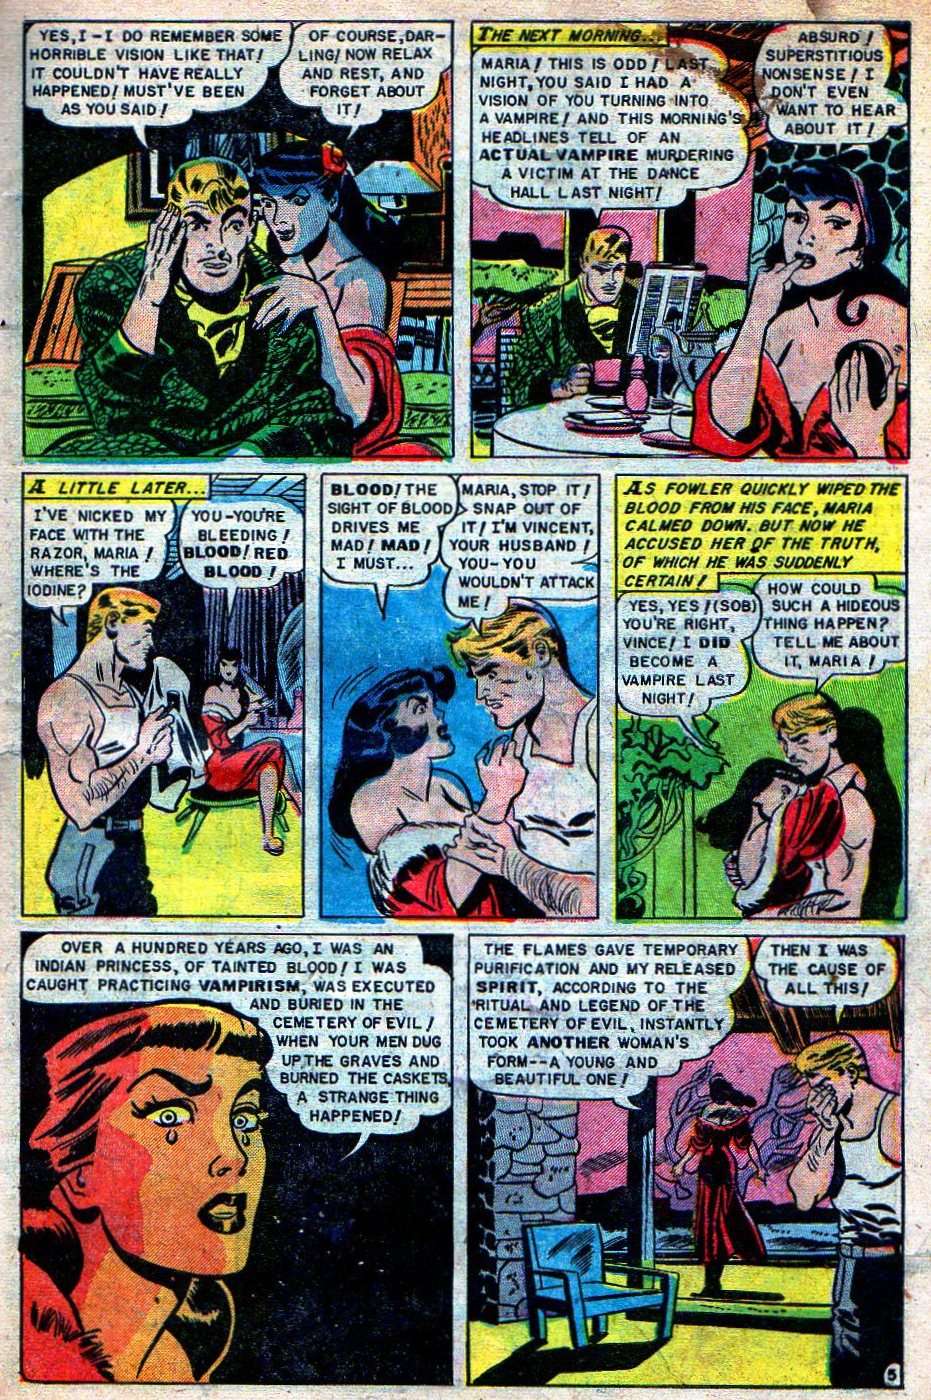 YES, I - I DO REMEMBER SOME
HORRIBLE VISION LIKE THAT!
IT COULDN'T HAVE REALLY
HAPPENED! MUST'VE BEEN
AS YOU SAID!
OF COURSE, DAR-
LING! NOW RELAX
AND REST, AND
FORGET ABOUT
IT!
THE NEXT MORNING...
MARIA! THIS IS ODD! LAST
NIGHT, YOU SAID I HAD A
VISION OF YOU TURNING INTO
A VAMPIRE! AND THIS MORNING'S
HEADLINES TELL OF AN
ACTUAL VAMPIRE MURDERING
A VICTIM AT THE DANCE
HALL LAST NIGHT!
ABSURD!
SUPERSTITIOUS
NONSENSE! I
DON'T EVEN
WANT TO HEAR
ABOUT IT!
A LITTLE LATER...
I'VE NICKED MY
FACE WITH THE
RAZOR, MARIA!
WHERE'S THE
IODINE?
YOU-YOU'RE
BLEEDING!
BLOOD! RED
BLOOD!
BLOOD! THE
SIGHT OF BLOOD
DRIVES ME
MAD! MAD!
I MUST...
MARIA, STOP IT!
SNAP OUT OF
IT! I'M VINCENT,
YOUR HUSBAND!
YOU-YOU
WOULDN'T ATTACK
ME!
AS FOWLER QUICKLY WIPED THE
BLOOD FROM HIS FACE, MARIA
CALMED DOWN. BUT NOW HE
ACCUSED HER OF THE TRUTH,
OF WHICH HE WAS SUDDENLY
CERTAIN!
YES, YES! (SOB)
YOU'RE RIGHT,
VINCE! I DID
BECOME A
VAMPIRE LAST
NIGHT!
HOW COULD
SUCH A HIDEOUS
THING HAPPEN?
TELL ME ABOUT
IT, MARIA!
OVER A HUNDRED YEARS AGO, I WAS AN
INDIAN PRINCESS, OF TAINTED BLOOD! I WAS
CAUGHT PRACTICING VAMPIRISM, WAS EXECUTED
AND BURIED IN THE
CEMETERY OF EVIL!
WHEN YOUR MEN DUG
UP THE GRAVES AND
BURNED THE CASKETS,
A STRANGE THING
HAPPENED!
THE FLAMES GAVE TEMPORARY
PURIFICATION AND MY RELEASED
SPIRIT, ACCORDING TO THE
RITUAL AND LEGEND OF THE
CEMETERY OF EVIL, INSTANTLY
TOOK ANOTHER WOMAN'S
FORM--A YOUNG AND
BEAUTIFUL ONE!
THEN I WAS
THE CAUSE OF
ALL THIS!
5